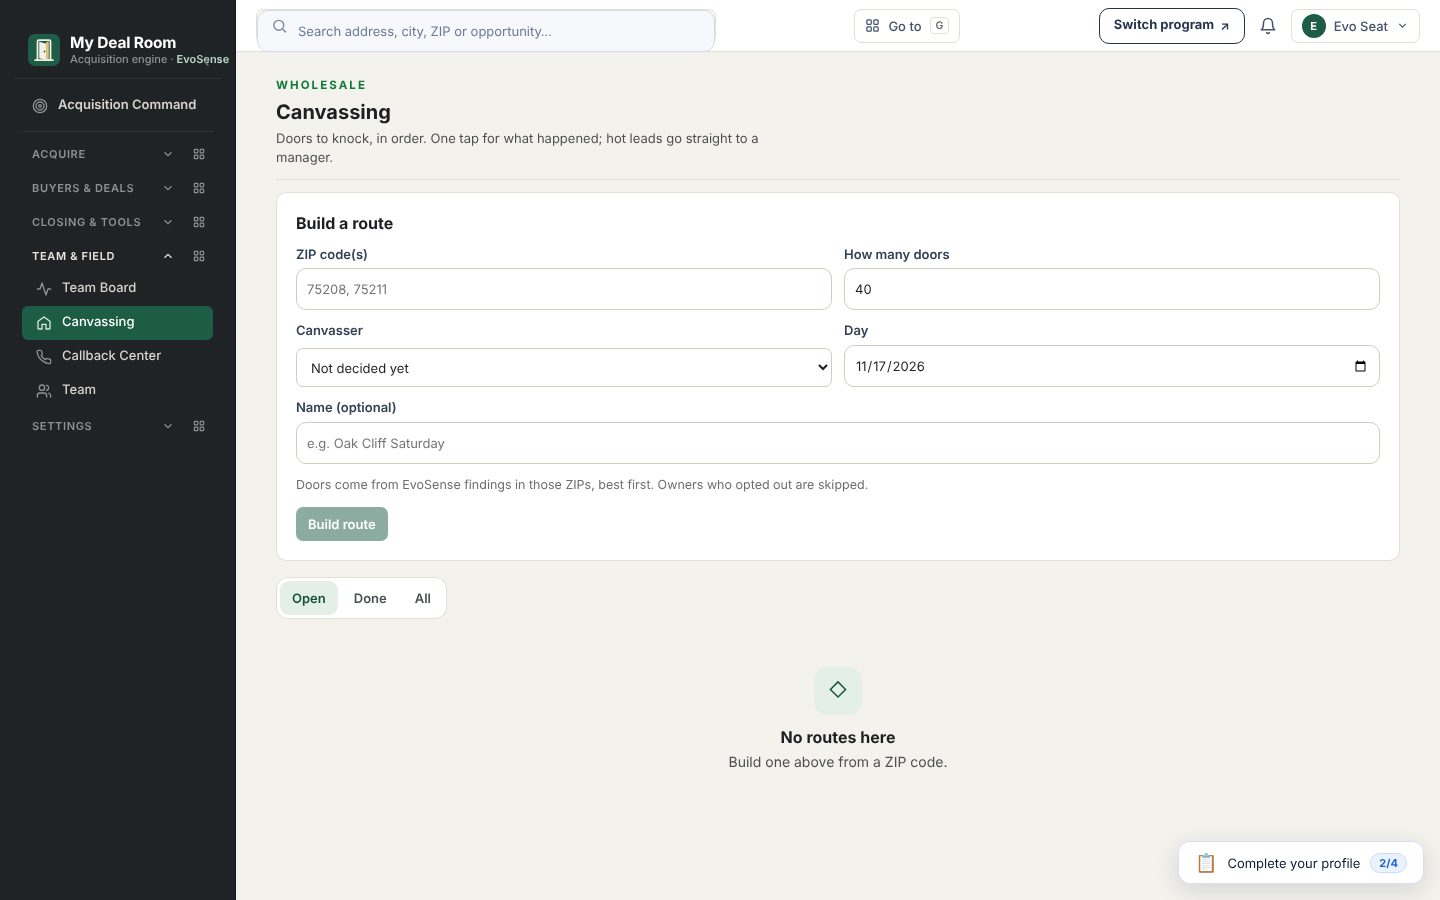 My Deal Room
Acquisition engine · EvoSense
Acquisition Command
ACQUIRE
BUYERS & DEALS
CLOSING & TOOLS
TEAM & FIELD
Team Board
Canvassing
Callback Center
Team
SETTINGS
Search address, city, ZIP or opportunity...
Go to G
Switch program
E Evo Seat
WHOLESALE
Canvassing
Doors to knock, in order. One tap for what happened; hot leads go straight to a
manager.
Build a route
ZIP code(s)
How many doors
75208, 75211
40
Canvasser
Day
Not decided yet
11/17/2026
Name (optional)
e.g. Oak Cliff Saturday
Doors come from EvoSense findings in those ZIPs, best first. Owners who opted out are skipped.
Build route
Open Done All
No routes here
Build one above from a ZIP code.
Complete your profile 2/4